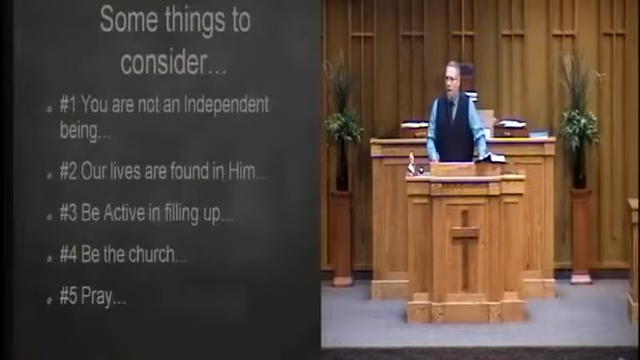 Some things to
consider...
#1 You are not an Independent
being...
#2 Our lives are found in Him...
#3 Be Active in filling up...
#4 Be the church...
#5 Pray...